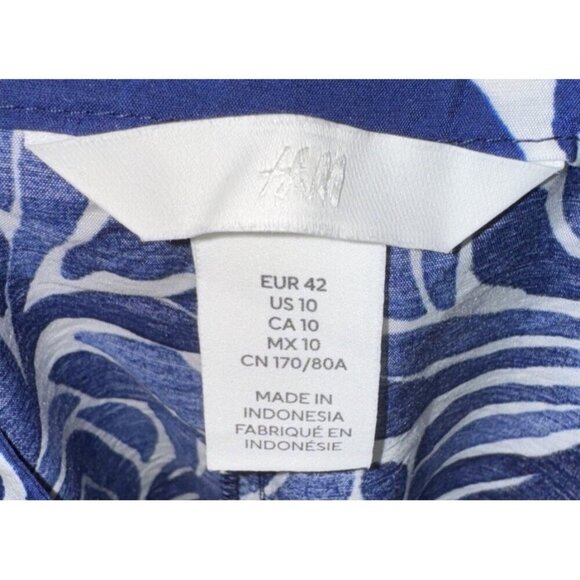 H&M
EUR 42
US 10
CA 10
MX 10
CN 170/80A
MADE IN
INDONESIA
FABRIQUÉ EN
INDONÉSIE